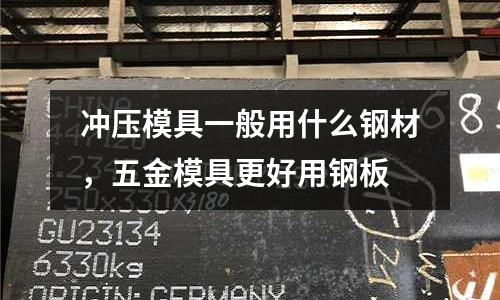 CHINA
冲压模具一般用什么钢材
，五金模具更好用钢板
68
GU23134
6330kg
ORIGIN: GERMANY